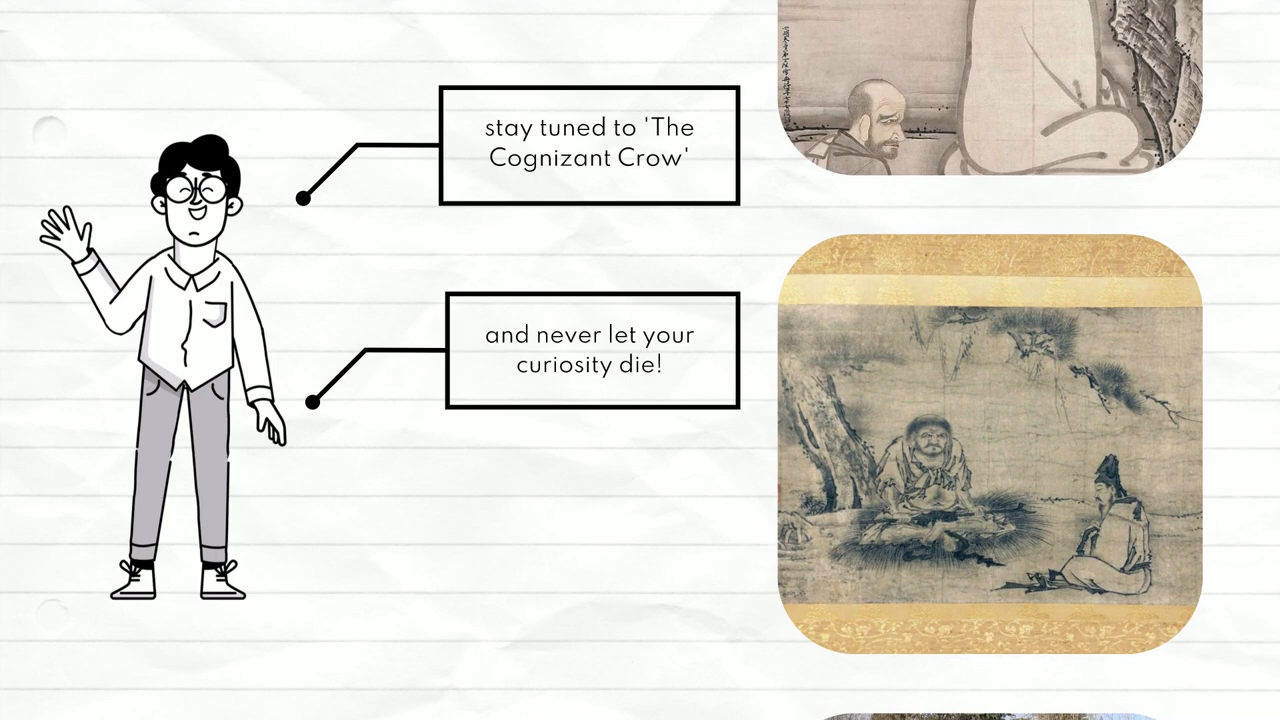 stay tuned to 'The
Cognizant Crow'
and never let your
curiosity die!